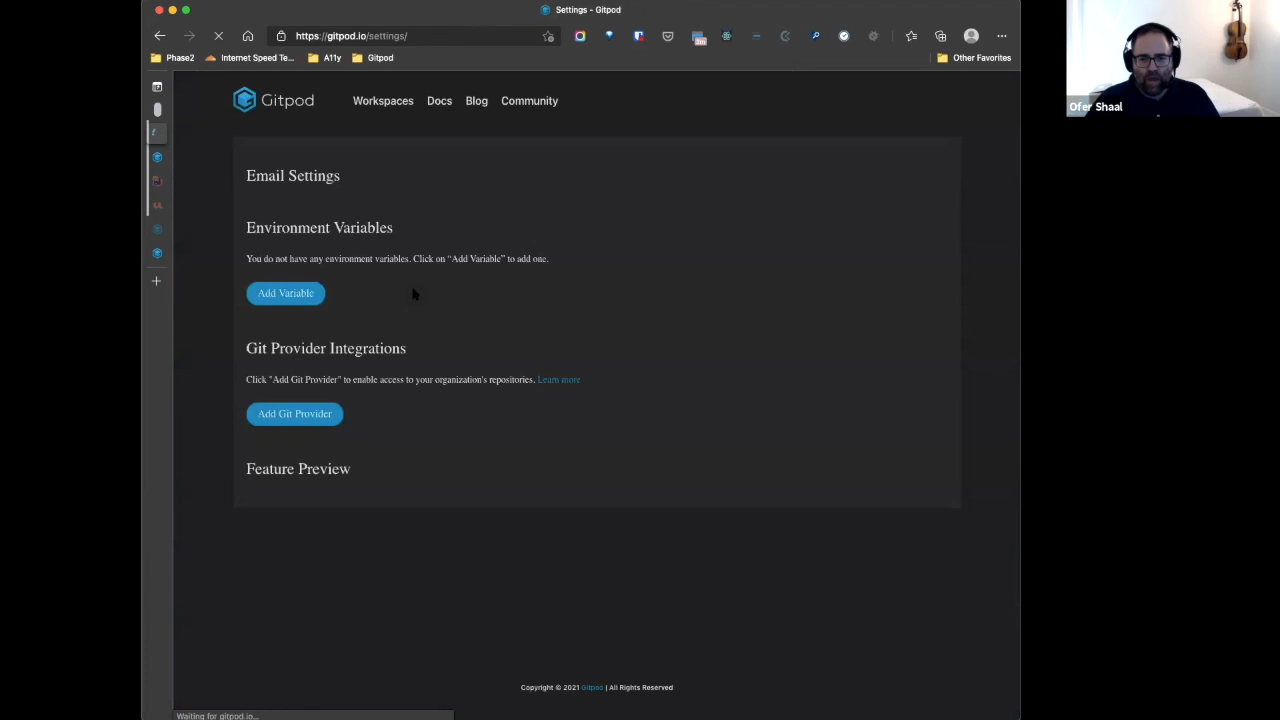 Settings - Gitpod
https://gitpod.io/settings/
Phase2
Internet Speed Te...
A11y
Gitpod
Other Favorites
Ofer Shaal
Gitpod
Workspaces
Docs
Blog
Community
Email Settings
Environment Variables
You do not have any environment variables. Click on “Add Variable” to add one.
Add Variable
Git Provider Integrations
Click "Add Git Provider" to enable access to your organization's repositories. Learn more
Add Git Provider
Feature Preview
Copyright © 2021 Gitpod | All Rights Reserved
Waiting for gitpod.io...